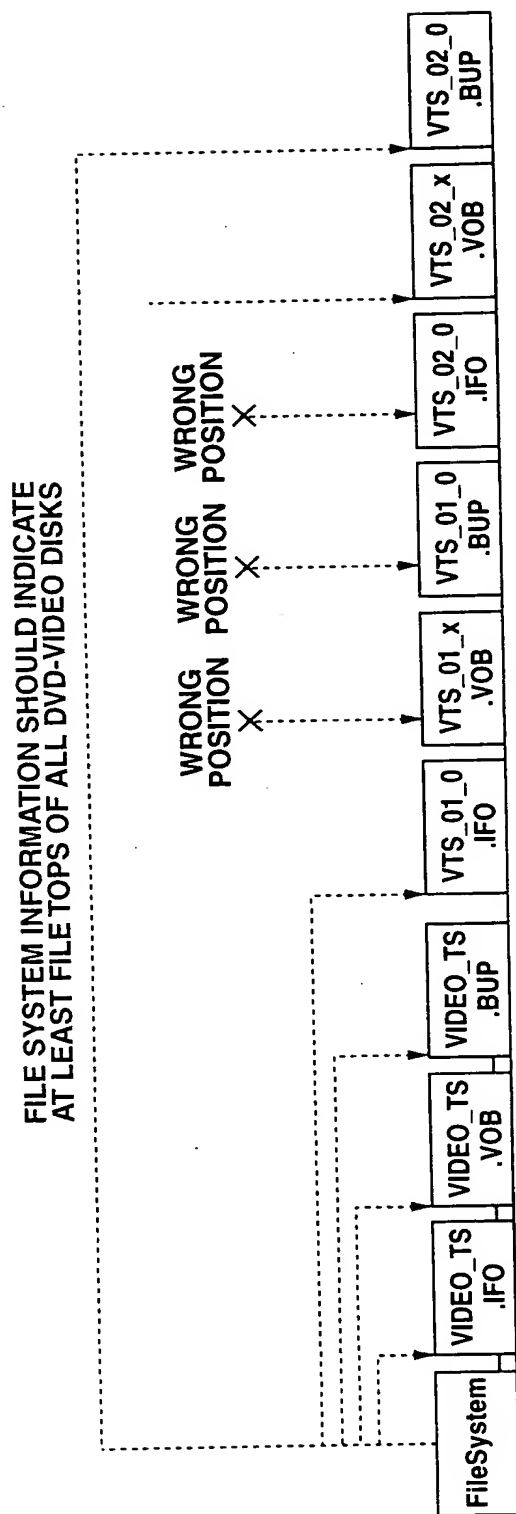 FILE SYSTEM INFORMATION SHOULD INDICATE
AT LEAST FILE TOPS OF ALL DVD-VIDEO DISKS
WRONG
POSITION
WRONG
POSITION
WRONG
POSITION
FileSystem
VIDEO_TS
.IFO
VIDEO_TS
.VOB
VIDEO_TS
.BUP
VTS_01_0
.IFO
VTS_01_x
.VOB
VTS_01_0
.BUP
VTS_02_0
.IFO
VTS_02_x
.VOB
VTS_02_0
.BUP